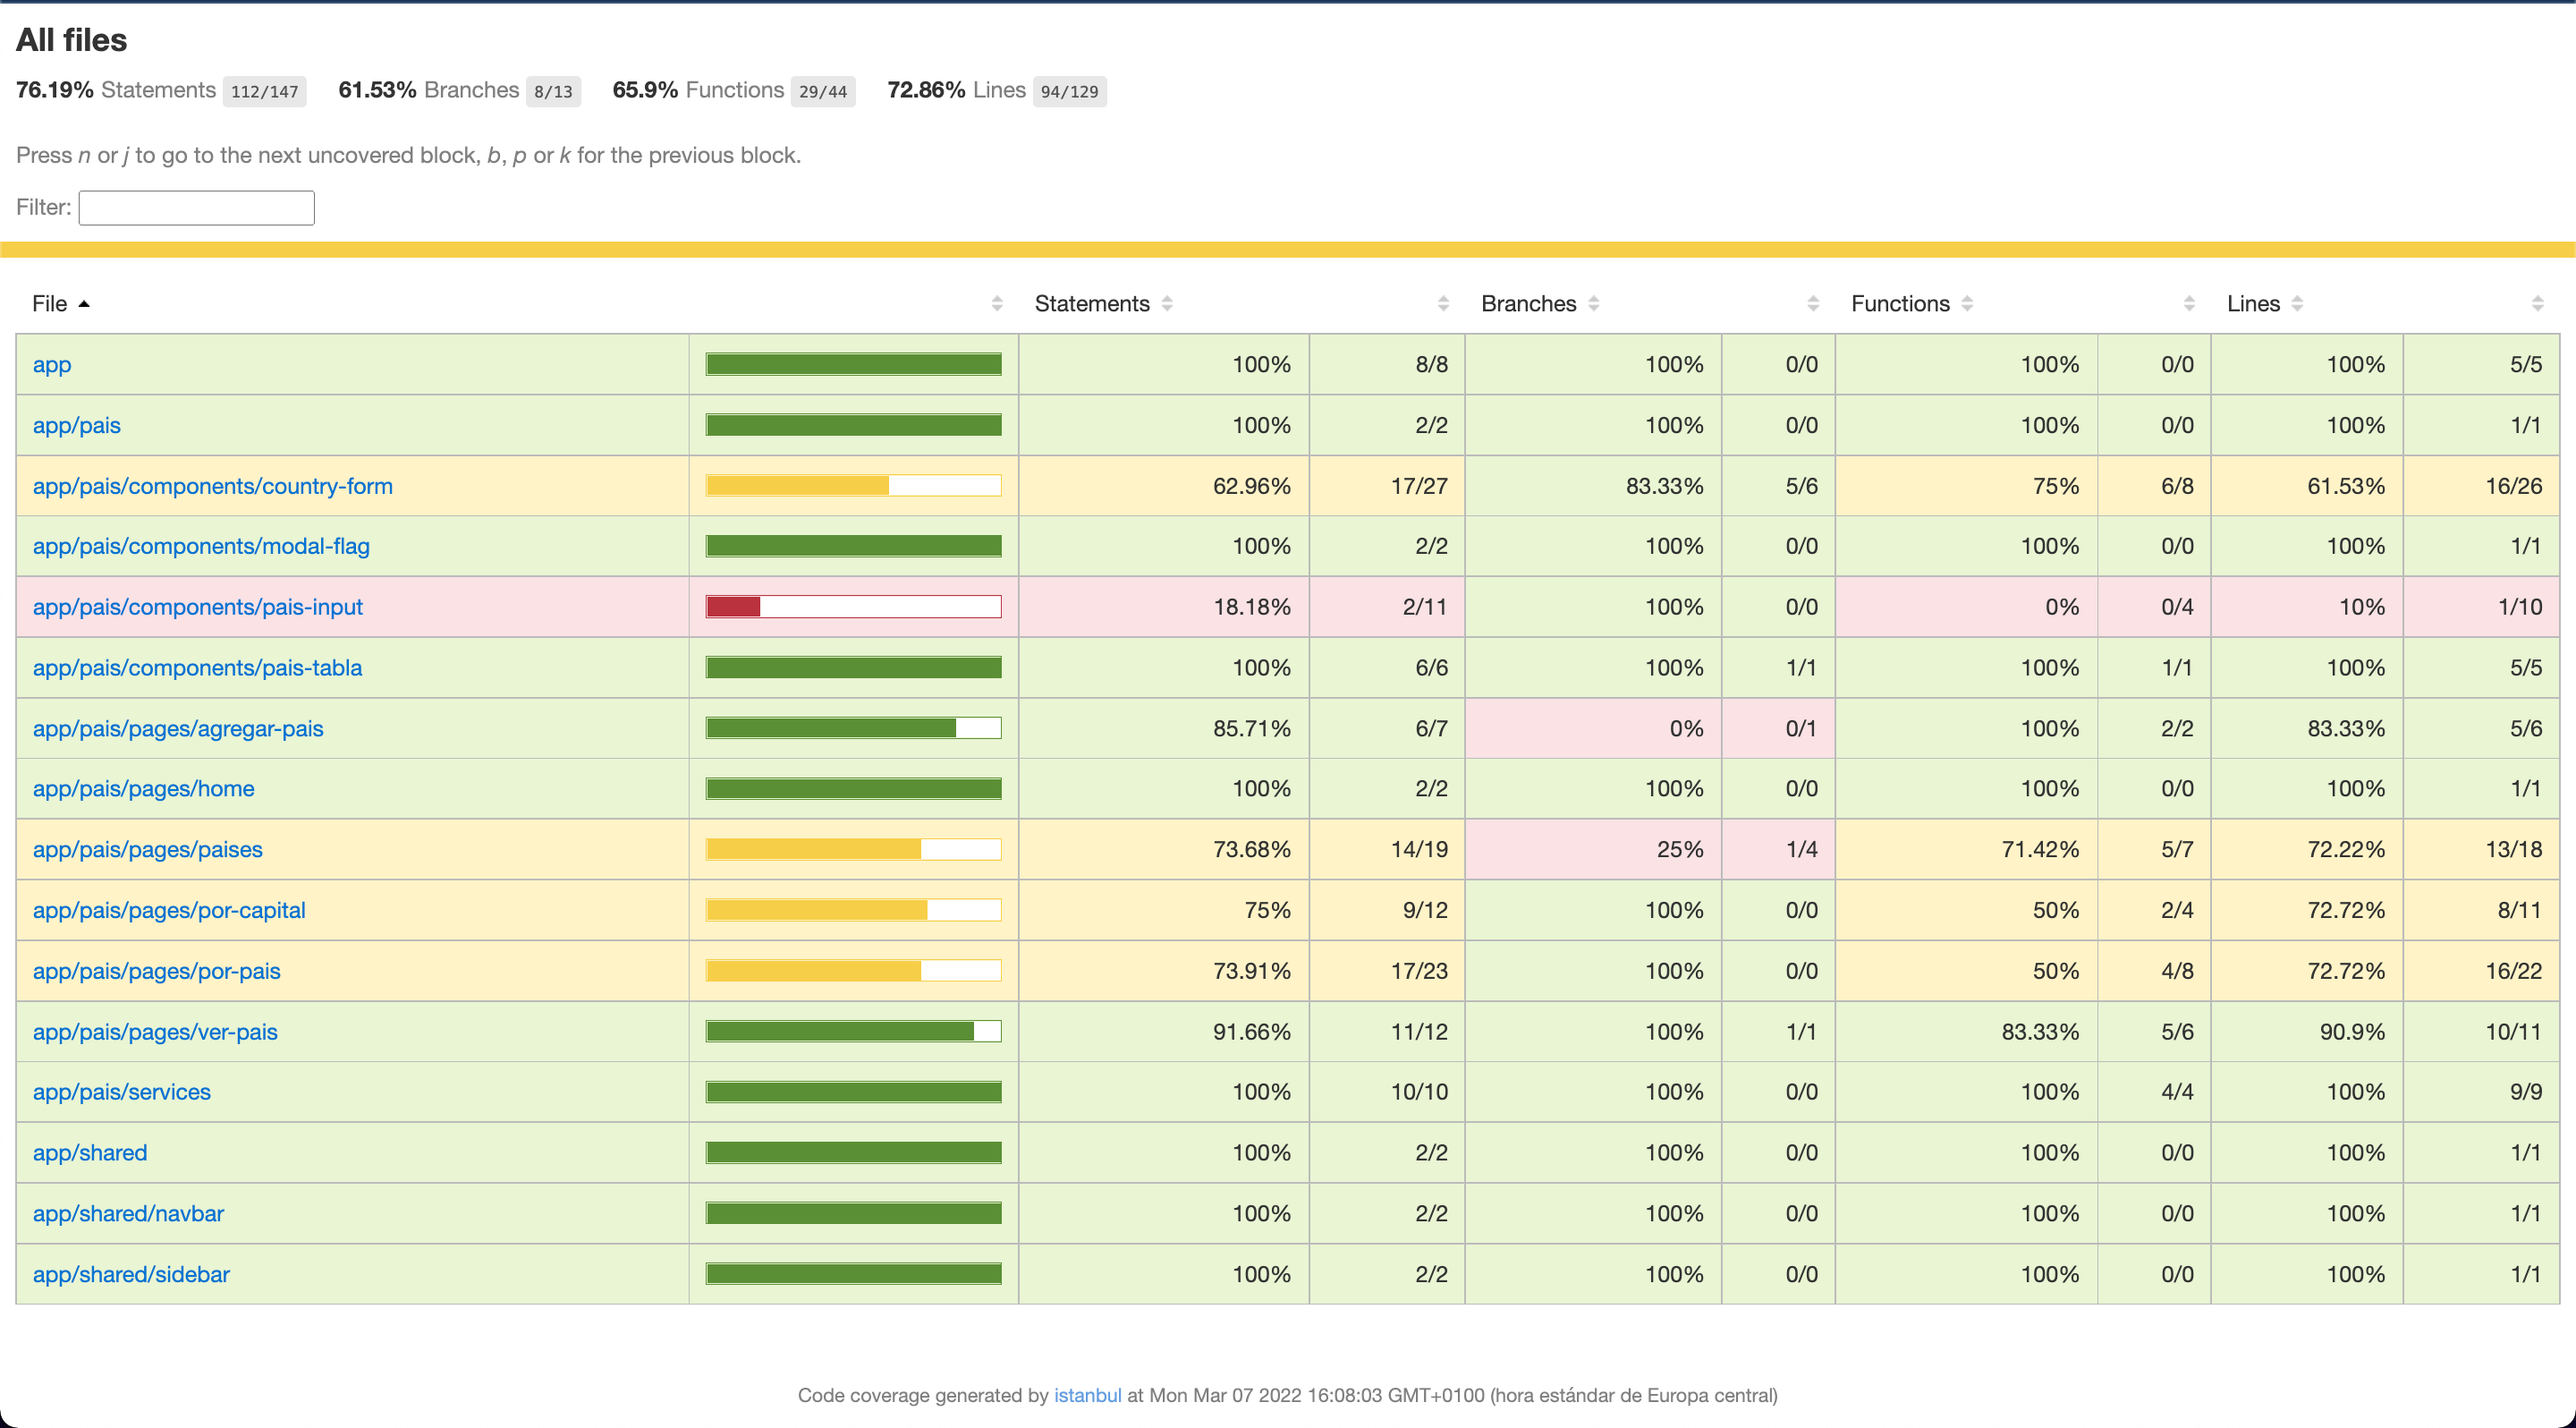 All files
76.19% Statements 112/147 61.53% Branches 8/13 65.9% Functions 29/44 72.86% Lines 94/129
Press n or j to go to the next uncovered block, b, p or k for the previous block.
Filter:
File Statements Branches Functions Lines
app 100% 8/8 100% 0/0 100% 0/0 100% 5/5
app/pais 100% 2/2 100% 0/0 100% 0/0 100% 1/1
app/pais/components/country-form 62.96% 17/27 83.33% 5/6 75% 6/8 61.53% 16/26
app/pais/components/modal-flag 100% 2/2 100% 0/0 100% 0/0 100% 1/1
app/pais/components/pais-input 18.18% 2/11 100% 0/0 0% 0/4 10% 1/10
app/pais/components/pais-tabla 100% 6/6 100% 1/1 100% 1/1 100% 5/5
app/pais/pages/agregar-pais 85.71% 6/7 0% 0/1 100% 2/2 83.33% 5/6
app/pais/pages/home 100% 2/2 100% 0/0 100% 0/0 100% 1/1
app/pais/pages/paises 73.68% 14/19 25% 1/4 71.42% 5/7 72.22% 13/18
app/pais/pages/por-capital 75% 9/12 100% 0/0 50% 2/4 72.72% 8/11
app/pais/pages/por-pais 73.91% 17/23 100% 0/0 50% 4/8 72.72% 16/22
app/pais/pages/ver-pais 91.66% 11/12 100% 1/1 83.33% 5/6 90.9% 10/11
app/pais/services 100% 10/10 100% 0/0 100% 4/4 100% 9/9
app/shared 100% 2/2 100% 0/0 100% 0/0 100% 1/1
app/shared/navbar 100% 2/2 100% 0/0 100% 0/0 100% 1/1
app/shared/sidebar 100% 2/2 100% 0/0 100% 0/0 100% 1/1
Code coverage generated by istanbul at Mon Mar 07 2022 16:08:03 GMT+0100 (hora estándar de Europa central)